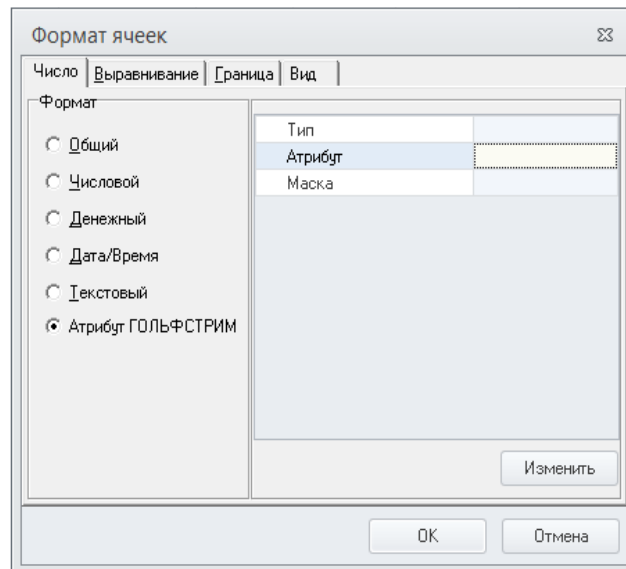 Формат ячеек
Число Выравнивание Граница Вид
Формат
Общий
Числовой
Денежный
Дата/Время
Текстовый
Атрибут ГОЛЬФСТРИМ
Тип
Атрибут
Маска
Изменить
OK Отмена